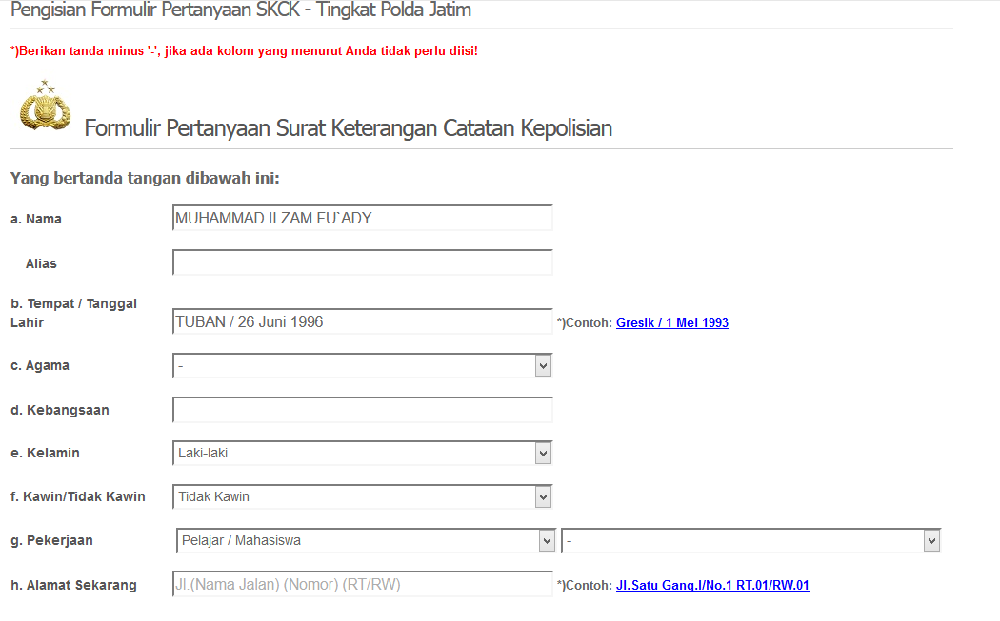 Pengisian Formulir Pertanyaan SKCK - Tingkat Polda Jatim
*)Berikan tanda minus '-', jika ada kolom yang menurut Anda tidak perlu diisi!
Formulir Pertanyaan Surat Keterangan Catatan Kepolisian
Yang bertanda tangan dibawah ini:
a. Nama MUHAMMAD ILZAM FU`ADY
Alias
b. Tempat / Tanggal
Lahir TUBAN / 26 Juni 1996 *)Contoh: Gresik / 1 Mei 1993
c. Agama -
d. Kebangsaan
e. Kelamin Laki-laki
f. Kawin/Tidak Kawin Tidak Kawin
g. Pekerjaan Pelajar / Mahasiswa -
h. Alamat Sekarang Jl.(Nama Jalan) (Nomor) (RT/RW) *)Contoh: Jl.Satu Gang.I/No.1 RT.01/RW.01